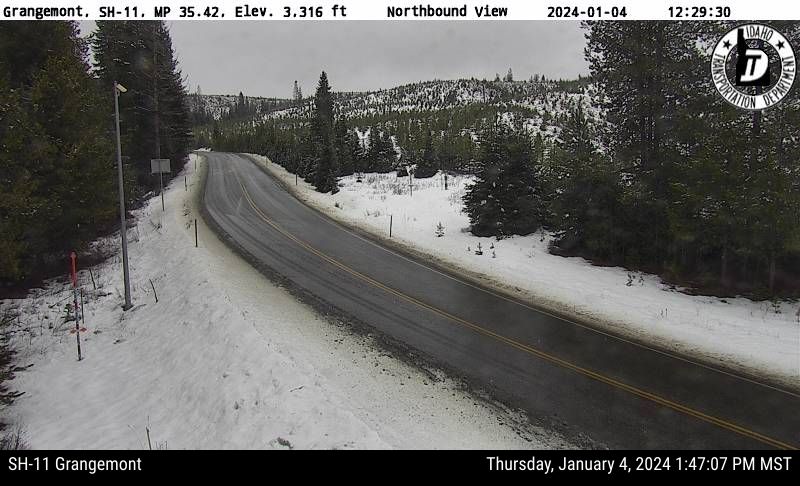 Grangemont, SH-11, MP 35.42, Elev. 3,316 ft Northbound View 2024-01-04 12:29:30
IDAHO
TRANSPORTATION DEPARTMENT
SH-11 Grangemont Thursday, January 4, 2024 1:47:07 PM MST